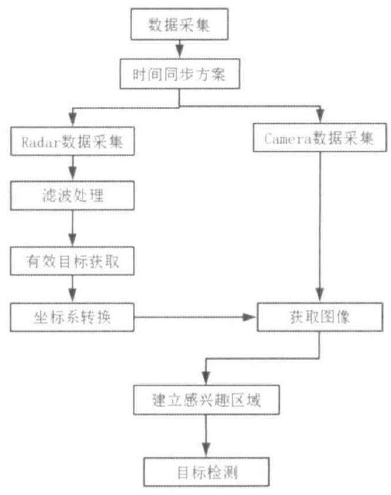 数据采集
时间同步方案
Radar数据采集
Camera数据采集
滤波处理
有效目标获取
坐标系转换
获取图像
建立感兴趣区域
目标检测